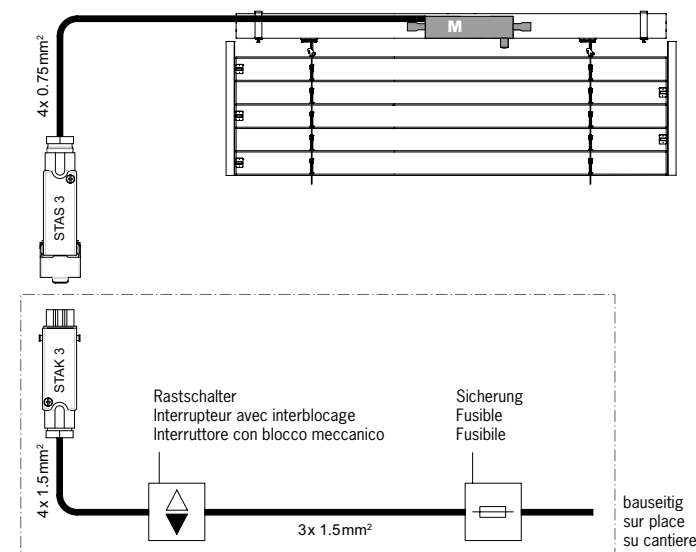 M
4x 0.75mm²
STAS 3
STAK 3
Rastschalter
Interrupteur avec interblocage
Interruttore con blocco meccanico
Sicherung
Fusible
Fusibile
4x 1.5mm²
3x 1.5mm²
bauseitig
sur place
su cantiere